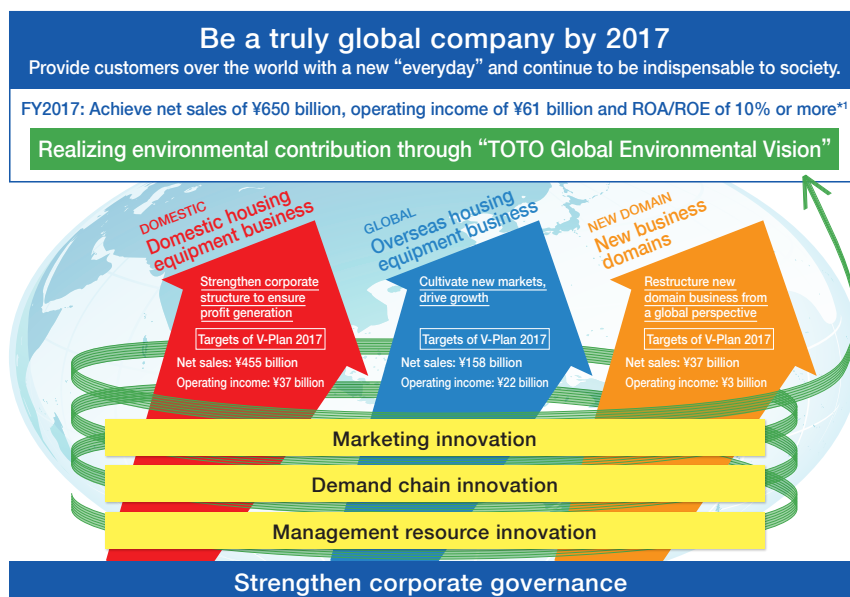 Be a truly global company by 2017
Provide customers over the world with a new “everyday” and continue to be indispensable to society.
FY2017: Achieve net sales of ¥650 billion, operating income of ¥61 billion and ROA/ROE of 10% or more*1
Realizing environmental contribution through “TOTO Global Environmental Vision”
DOMESTIC
Domestic housing
equipment business
Strengthen corporate
structure to ensure
profit generation
Targets of V-Plan 2017
Net sales: ¥455 billion
Operating income: ¥37 billion
GLOBAL
Overseas housing
equipment business
Cultivate new markets,
drive growth
Targets of V-Plan 2017
Net sales: ¥158 billion
Operating income: ¥22 billion
NEW DOMAIN
New business
domains
Restructure new
domain business from
a global perspective
Targets of V-Plan 2017
Net sales: ¥37 billion
Operating income: ¥3 billion
Marketing innovation
Demand chain innovation
Management resource innovation
Strengthen corporate governance